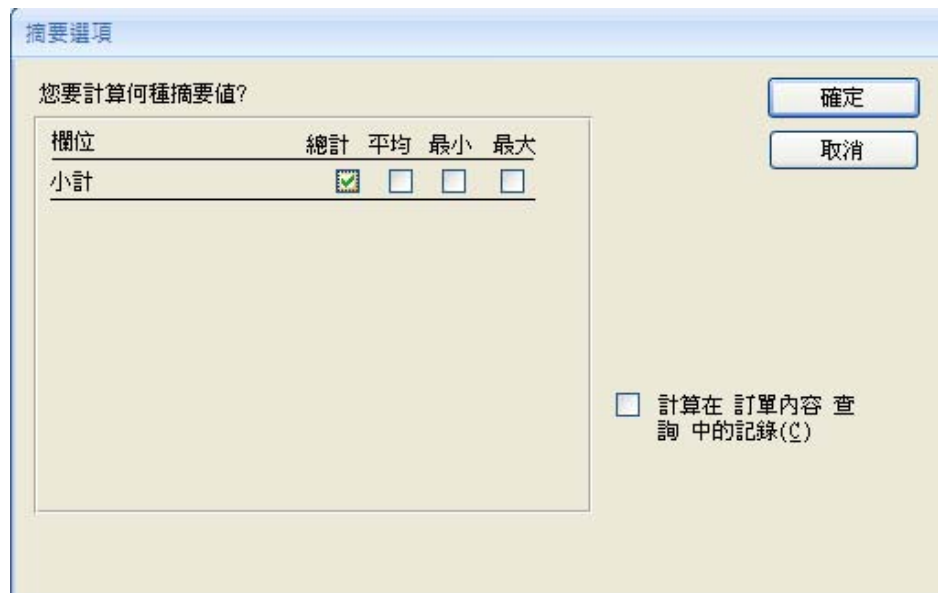 摘要選項
您要計算何種摘要值?
確定
欄位 總計 平均 最小 最大
取消
小計
計算在 訂單內容 查
詢 中的記錄(C)